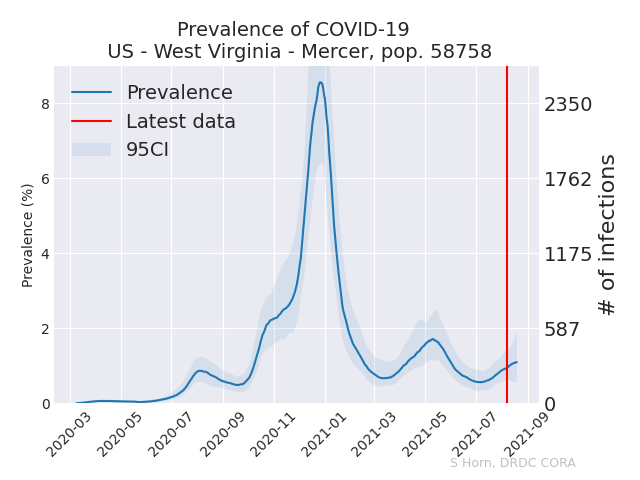 Prevalence of COVID-19
US - West Virginia - Mercer, pop. 58758
Prevalence
Latest data
95CI
Prevalence (%)
8
6
4
2
0
2350
1762
1175
587
0
# of infections
2020-03
2020-05
2020-07
2020-09
2020-11
2021-01
2021-03
2021-05
2021-07
2021-09
S Horn, DRDC CORA